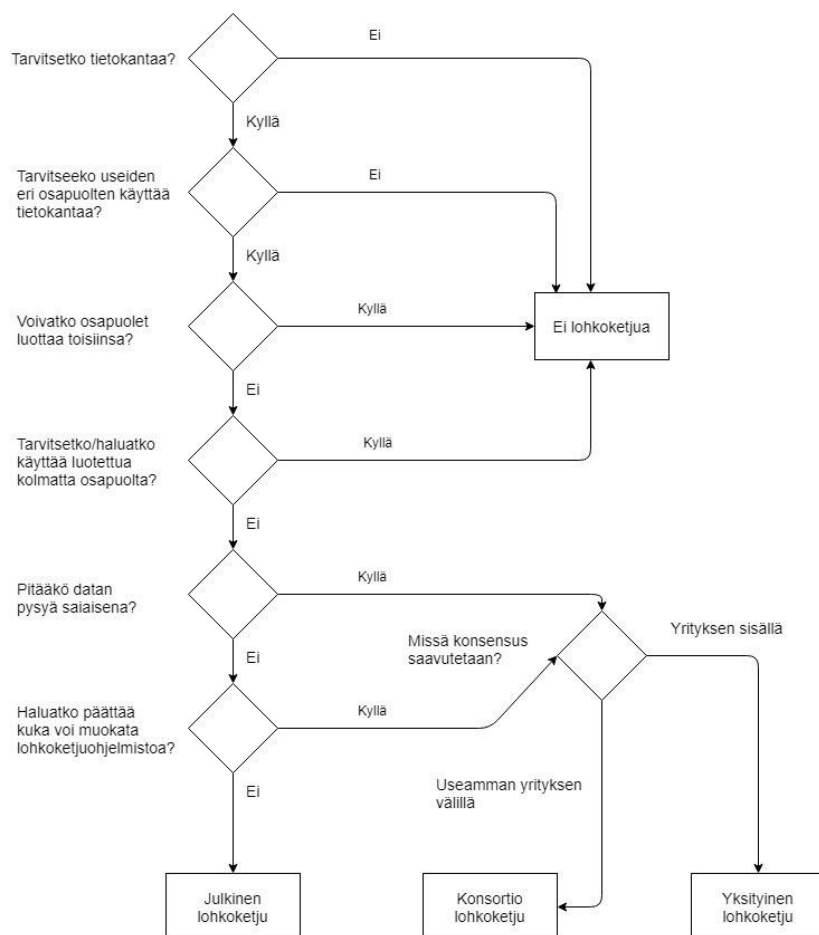 Ei
Tarvitsetko tietokantaa?
Kyllä
Tarvitseeko useiden
eri osapuolten käyttää
tietokantaa?
Ei
Kyllä
Voivatko osapuolet
luottaa toisiinsa?
Kyllä
Ei lohkoketjua
Ei
Tarvitsetko/haluatko
käyttää luotettua
kolmatta osapuolta?
Kyllä
Ei
Pitääkö datan
pysyä saiaisena?
Kyllä
Ei
Missä konsensus
saavutetaan?
Yrityksen sisällä
Haluatko päättää
kuka voi muokata
lohkoketjuohjelmistoa?
Kyllä
Ei
Useamman yrityksen
välillä
Julkinen
lohkoketju
Konsortio
lohkoketju
Yksityinen
lohkoketju